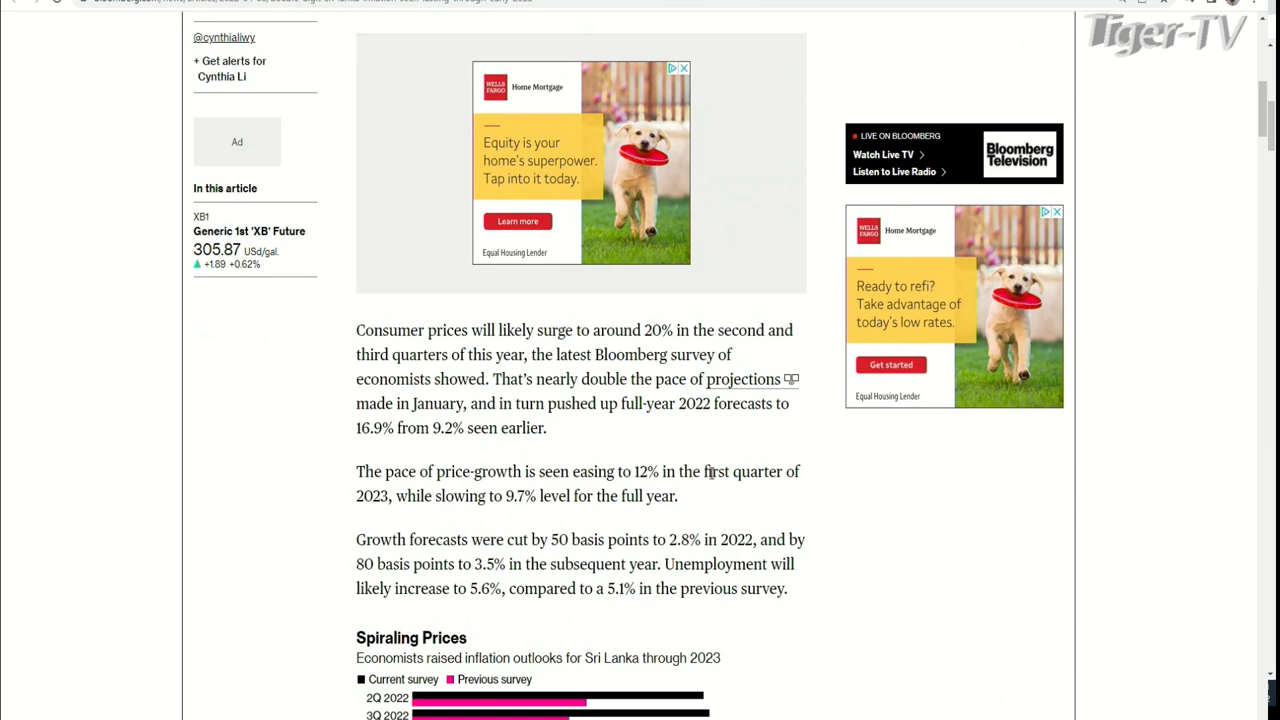 Tiger-TV
@cynthialiwy
+ Get alerts for
Cynthia Li
Ad
In this article
XB1
Generic 1st 'XB' Future
305.87 USd/gal.
▲ +1.89 +0.62%
WELLS
FARGO
Home Mortgage
Equity is your
home's superpower.
Tap into it today.
Learn more
Equal Housing Lender
LIVE ON BLOOMBERG
Watch Live TV >
Listen to Live Radio >
Bloomberg
Television
WELLS
FARGO
Home Mortgage
Ready to refi?
Take advantage of
today's low rates.
Get started
Equal Housing Lender
Consumer prices will likely surge to around 20% in the second and
third quarters of this year, the latest Bloomberg survey of
economists showed. That's nearly double the pace of projections
made in January, and in turn pushed up full-year 2022 forecasts to
16.9% from 9.2% seen earlier.
The pace of price-growth is seen easing to 12% in the first quarter of
2023, while slowing to 9.7% level for the full year.
Growth forecasts were cut by 50 basis points to 2.8% in 2022, and by
80 basis points to 3.5% in the subsequent year. Unemployment will
likely increase to 5.6%, compared to a 5.1% in the previous survey.
Spiraling Prices
Economists raised inflation outlooks for Sri Lanka through 2023
Current survey Previous survey
2Q 2022
3Q 2022